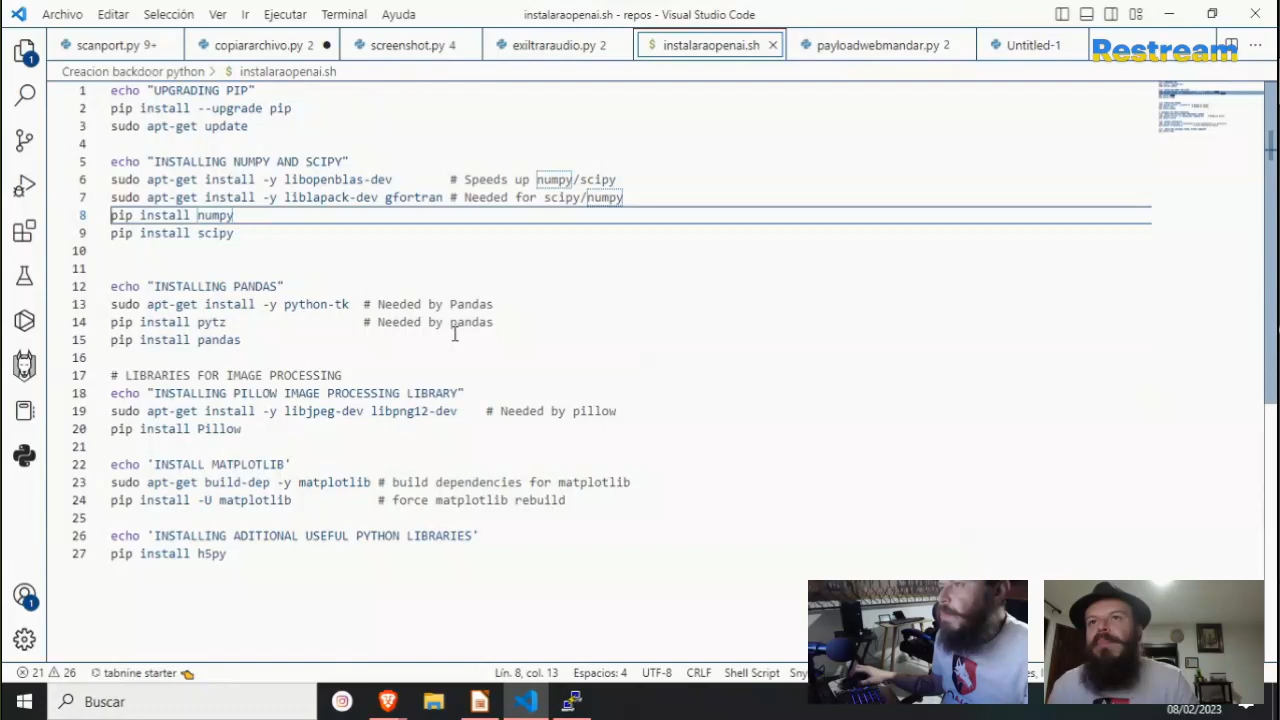 Archivo Editar Selección Ver Ir Ejecutar Terminal Ayuda instalaraopenai.sh - repos - Visual Studio Code
scanport.py 9+ copiararchivo.py 2 screenshot.py 4 exiltraraudio.py 2 instalaraopenai.sh payloadwebmandar.py 2 Untitled-1
Restream
Creacion backdoor python > instalaraopenai.sh
1 echo "UPGRADING PIP"
2 pip install --upgrade pip
3 sudo apt-get update
4
5 echo "INSTALLING NUMPY AND SCIPY"
6 sudo apt-get install -y libopenblas-dev # Speeds up numpy/scipy
7 sudo apt-get install -y liblapack-dev gfortran # Needed for scipy/numpy
8 pip install numpy
9 pip install scipy
10
11
12 echo "INSTALLING PANDAS"
13 sudo apt-get install -y python-tk # Needed by Pandas
14 pip install pytz # Needed by pandas
15 pip install pandas
16
17 # LIBRARIES FOR IMAGE PROCESSING
18 echo "INSTALLING PILLOW IMAGE PROCESSING LIBRARY"
19 sudo apt-get install -y libjpeg-dev libpng12-dev # Needed by pillow
20 pip install Pillow
21
22 echo 'INSTALL MATPLOTLIB'
23 sudo apt-get build-dep -y matplotlib # build dependencies for matplotlib
24 pip install -U matplotlib # force matplotlib rebuild
25
26 echo 'INSTALLING ADITIONAL USEFUL PYTHON LIBRARIES'
27 pip install h5py
1
1
21 26 tabnine starter Lín. 8, col. 13 Espacios: 4 UTF-8 CRLF Shell Script
Buscar
08/02/2023